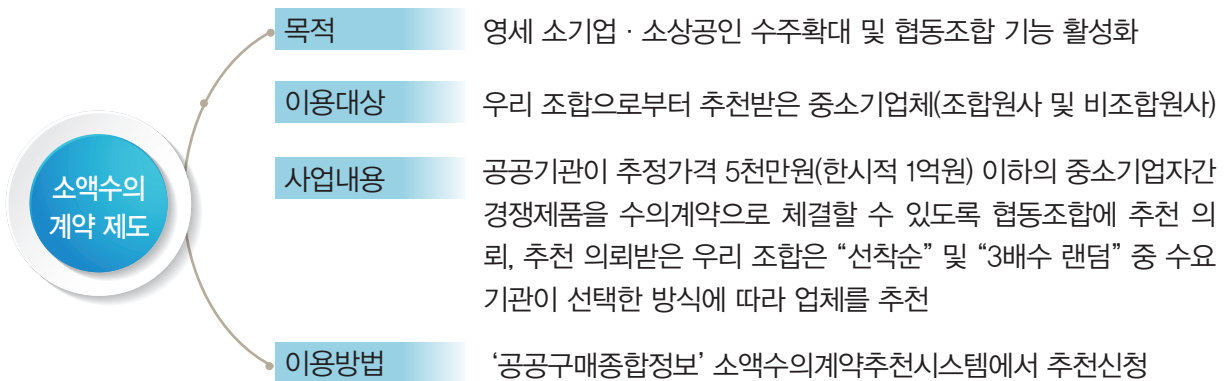 소액수의
계약 제도
목적
영세 소기업 · 소상공인 수주확대 및 협동조합 기능 활성화
이용대상
우리 조합으로부터 추천받은 중소기업체(조합원사 및 비조합원사)
사업내용
공공기관이 추정가격 5천만원(한시적 1억원) 이하의 중소기업자간
경쟁제품을 수의계약으로 체결할 수 있도록 협동조합에 추천 의
뢰, 추천 의뢰받은 우리 조합은 “선착순” 및 “3배수 랜덤” 중 수요
기관이 선택한 방식에 따라 업체를 추천
이용방법
‘공공구매종합정보’ 소액수의계약추천시스템에서 추천신청